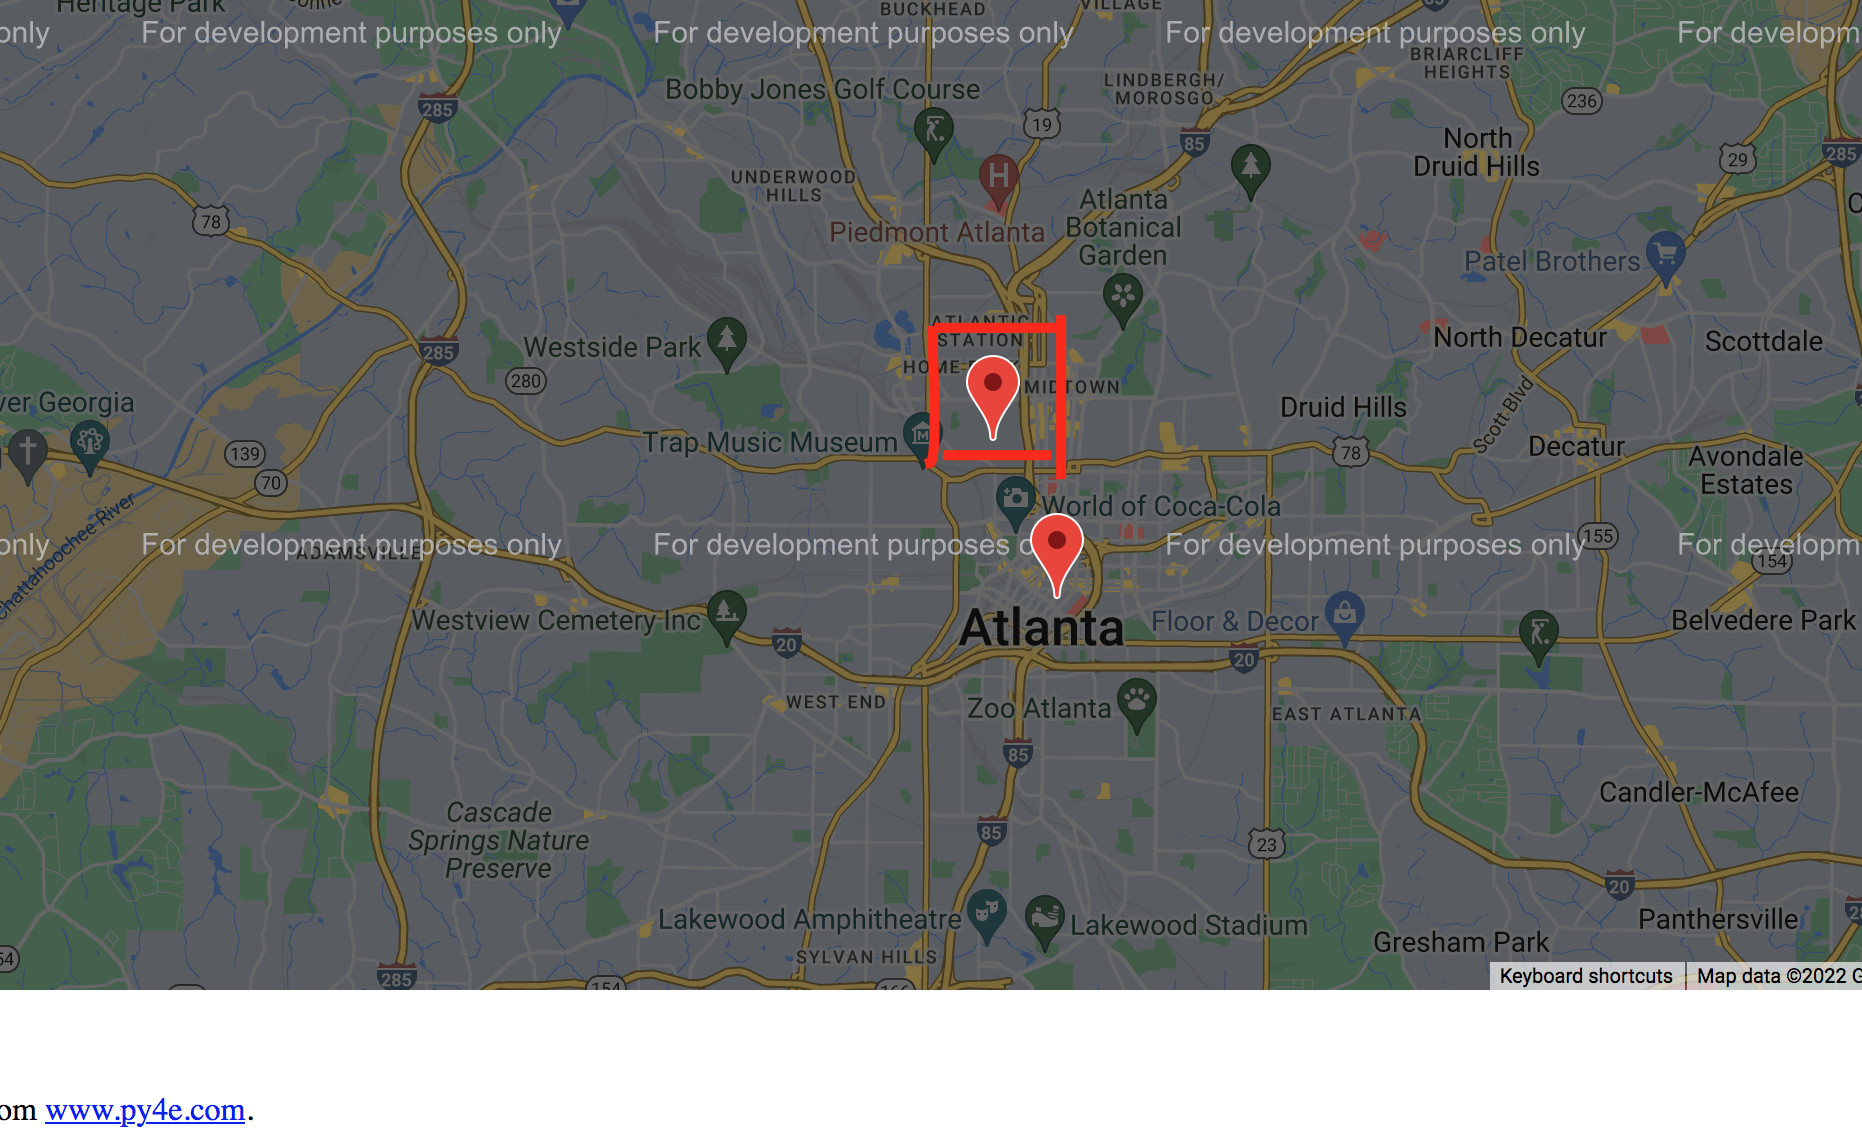 Heritage Park
BUCKHEAD
VILLAGE
85
only
For development purposes only
For development purposes only
For development purposes only
For developm
BRIARCLIFF
HEIGHTS
LINDBERGH/
MOROSGO
Bobby Jones Golf Course
285
236
19
85
North
Druid Hills
29
285
UNDERWOOD
HILLS
H
Atlanta
Botanical
Garden
78
Piedmont Atlanta
Patel Brothers
ATLANTIC
STATION
Westside Park
285
North Decatur
Scottdale
280
MIDTOWN
ver Georgia
Druid Hills
Scott Blvd
Trap Music Museum
M
139
78
Decatur
Avondale
Estates
70
World of Coca-Cola
Chattahoochee River
155
only
For development purposes only
For development purposes
For development purposes only
For developm
ADAMSVILLE
154
Westview Cemetery Inc
Atlanta
Floor & Decor
Belvedere Park
20
20
WEST END
Zoo Atlanta
EAST ATLANTA
85
Candler-McAfee
Cascade
Springs Nature
Preserve
85
23
20
Lakewood Amphitheatre
Lakewood Stadium
Panthersville
Gresham Park
SYLVAN HILLS
54
285
154
166
Keyboard shortcuts
Map data ©2022 G
om www.py4e.com.